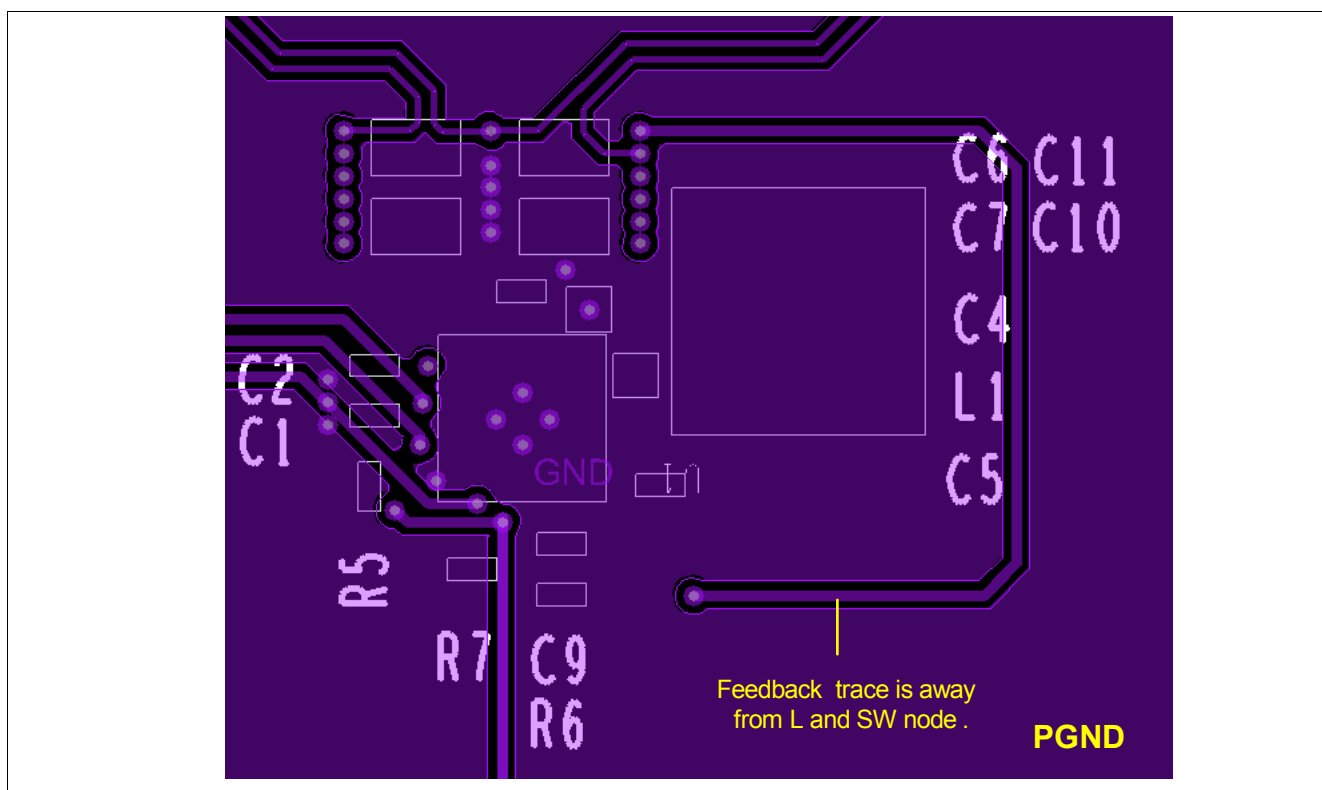 C6 C11
C7 C10
C4
C2
L1
C1
GND
C5
R5
R7 C9
R6
Feedback trace is away
from L and SW node .
PGND